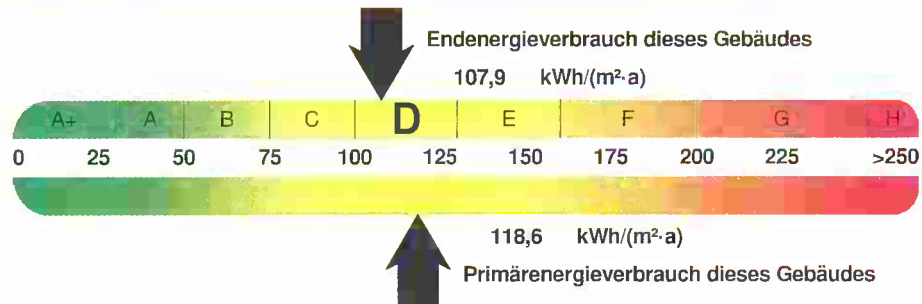 Endenergieverbrauch dieses Gebäudes
107,9 kWh/(m²·a)
A+ A B C D E F G H
0 25 50 75 100 125 150 175 200 225 >250
118,6 kWh/(m²·a)
Primärenergieverbrauch dieses Gebäudes